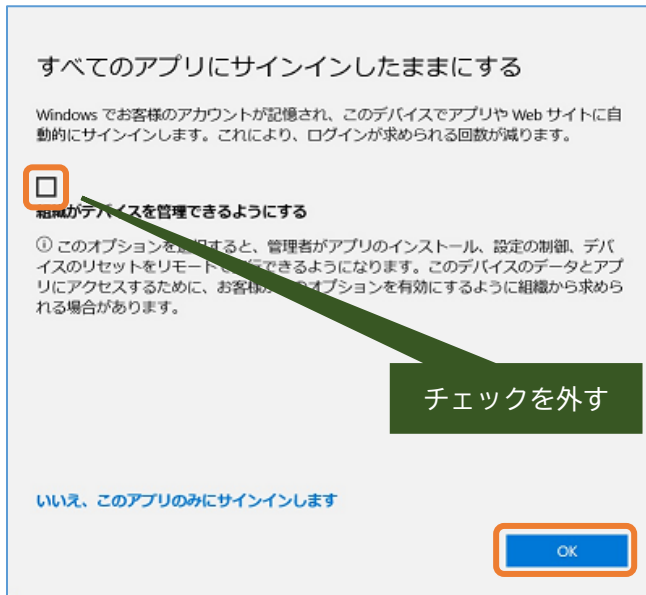 すべてのアプリにサインインしたままにする
Windows でお客様のアカウントが記憶され、このデバイスでアプリや Web サイトに自
動的にサインインします。これにより、ログインが求められる回数が減ります。
組織がデバイスを管理できるようにする
ⓘ このオプションを すると、管理者がアプリのインストール、設定の制御、デバ
イスのリセットをリモートで できるようになります。このデバイスのデータとアプ
リにアクセスするために、お客様が オプションを有効にするように組織から求めら
れる場合があります。
チェックを外す
いいえ、このアプリのみにサインインします
OK